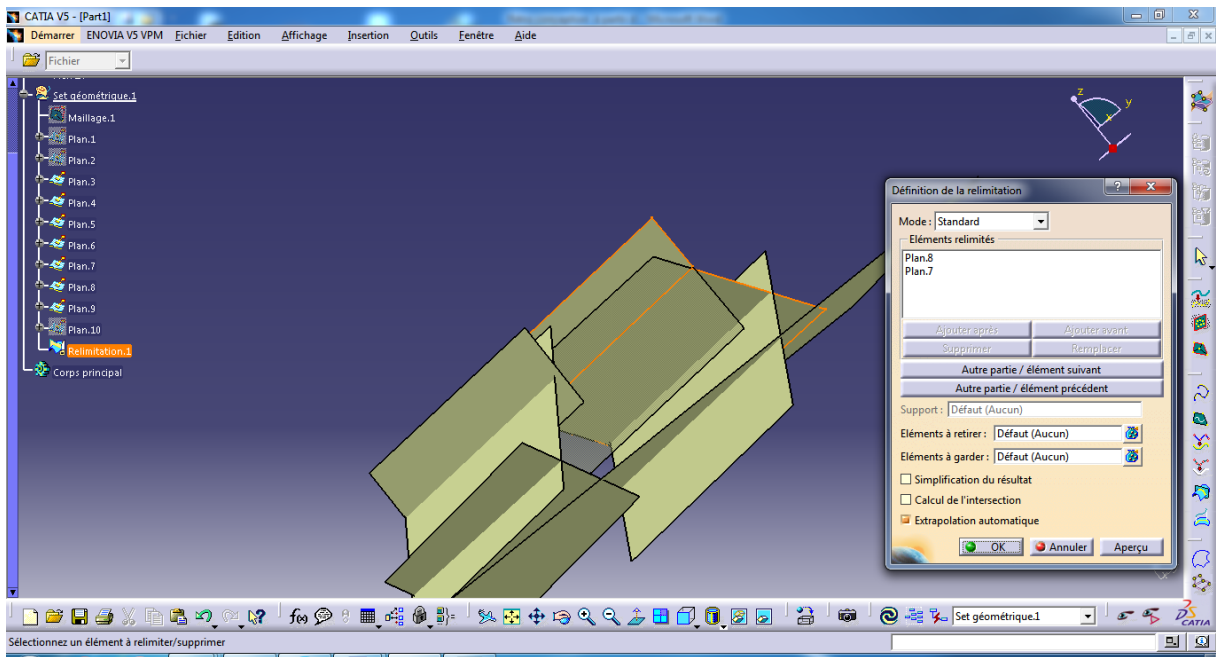 CATIA V5 - [Part1]
Démarrer ENOVIA V5 VPM Fichier Edition Affichage Insertion Outils Fenêtre Aide
Fichier
Set géométrique.1
Maillage.1
Plan.1
Plan.2
Plan.3
Plan.4
Plan.5
Plan.6
Plan.7
Plan.8
Plan.9
Plan.10
Relimitation.1
Corps principal
z
y
x
Définition de la relimitation
Mode : Standard
Eléments relimités
Plan.8
Plan.7
Ajouter après Ajouter avant
Supprimer Remplacer
Autre partie / élément suivant
Autre partie / élément précédent
Support : Défaut (Aucun)
Eléments à retirer : Défaut (Aucun)
Eléments à garder : Défaut (Aucun)
Simplification du résultat
Calcul de l'intersection
Extrapolation automatique
OK Annuler Aperçu
f(x)
Set géométrique.1
CATIA
Sélectionnez un élément à relimiter/supprimer